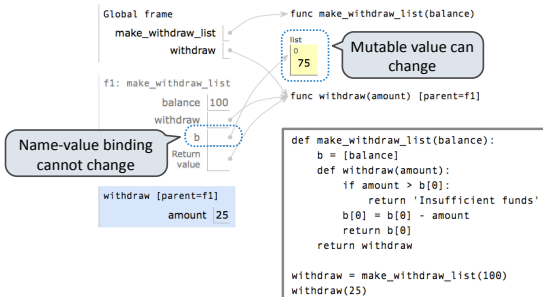 Global frame
make_withdraw_list
withdraw
func make_withdraw_list(balance)
list
0
75
Mutable value can
change
f1: make_withdraw_list
balance 100
withdraw
b
Return
value
func withdraw(amount) [parent=f1]
Name-value binding
cannot change
withdraw [parent=f1]
amount 25
def make_withdraw_list(balance):
    b = [balance]
    def withdraw(amount):
        if amount > b[0]:
            return 'Insufficient funds'
        b[0] = b[0] - amount
        return b[0]
    return withdraw
withdraw = make_withdraw_list(100)
withdraw(25)